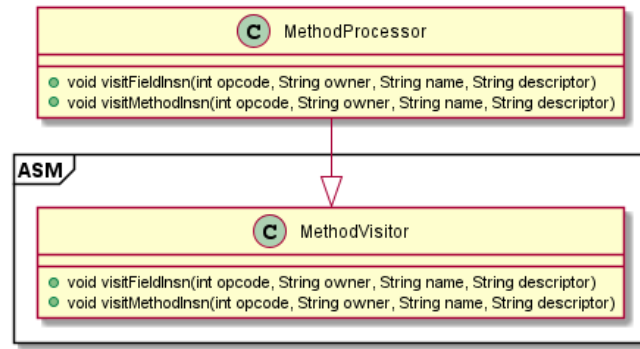 C MethodProcessor
void visitFieldInsn(int opcode, String owner, String name, String descriptor)
void visitMethodInsn(int opcode, String owner, String name, String descriptor)
ASM
C MethodVisitor
void visitFieldInsn(int opcode, String owner, String name, String descriptor)
void visitMethodInsn(int opcode, String owner, String name, String descriptor)